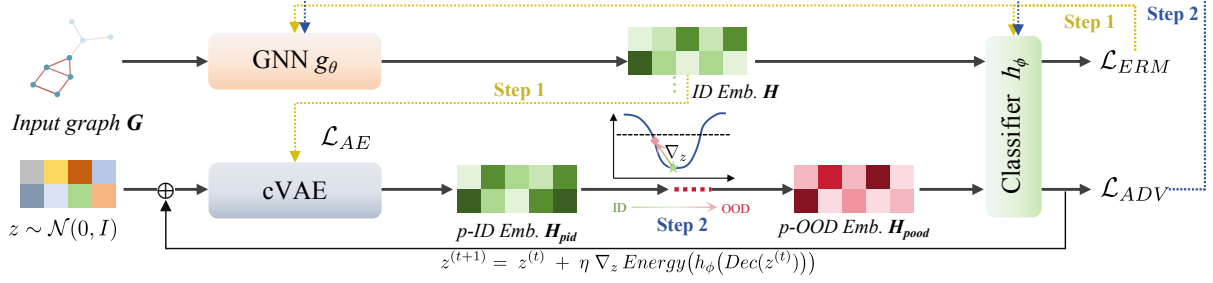 Step 1
Step 2
GNN g_θ
Classifier h_ϕ
ℒ_ERM
Step 1
ID Emb. H
Input graph G
ℒ_AE
∇_z
cVAE
ℒ_ADV
ID
OOD
z ∼ 𝒩(0, I)
p-ID Emb. H_pid
Step 2
p-OOD Emb. H_pood
z^(t+1) = z^(t) + η ∇_z Energy(h_ϕ(Dec(z^(t))))